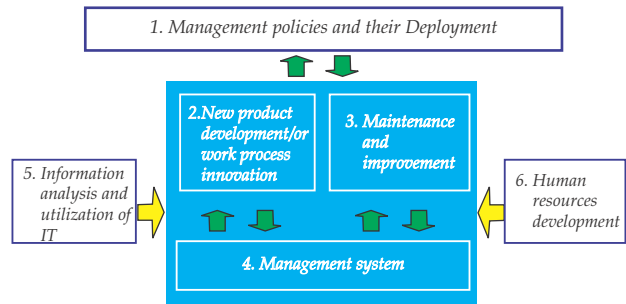 1. Management policies and their Deployment
2.New product
development/or
work process
innovation
3. Maintenance
and
improvement
5. Information
analysis and
utilization of
IT
6. Human
resources
development
4. Management system